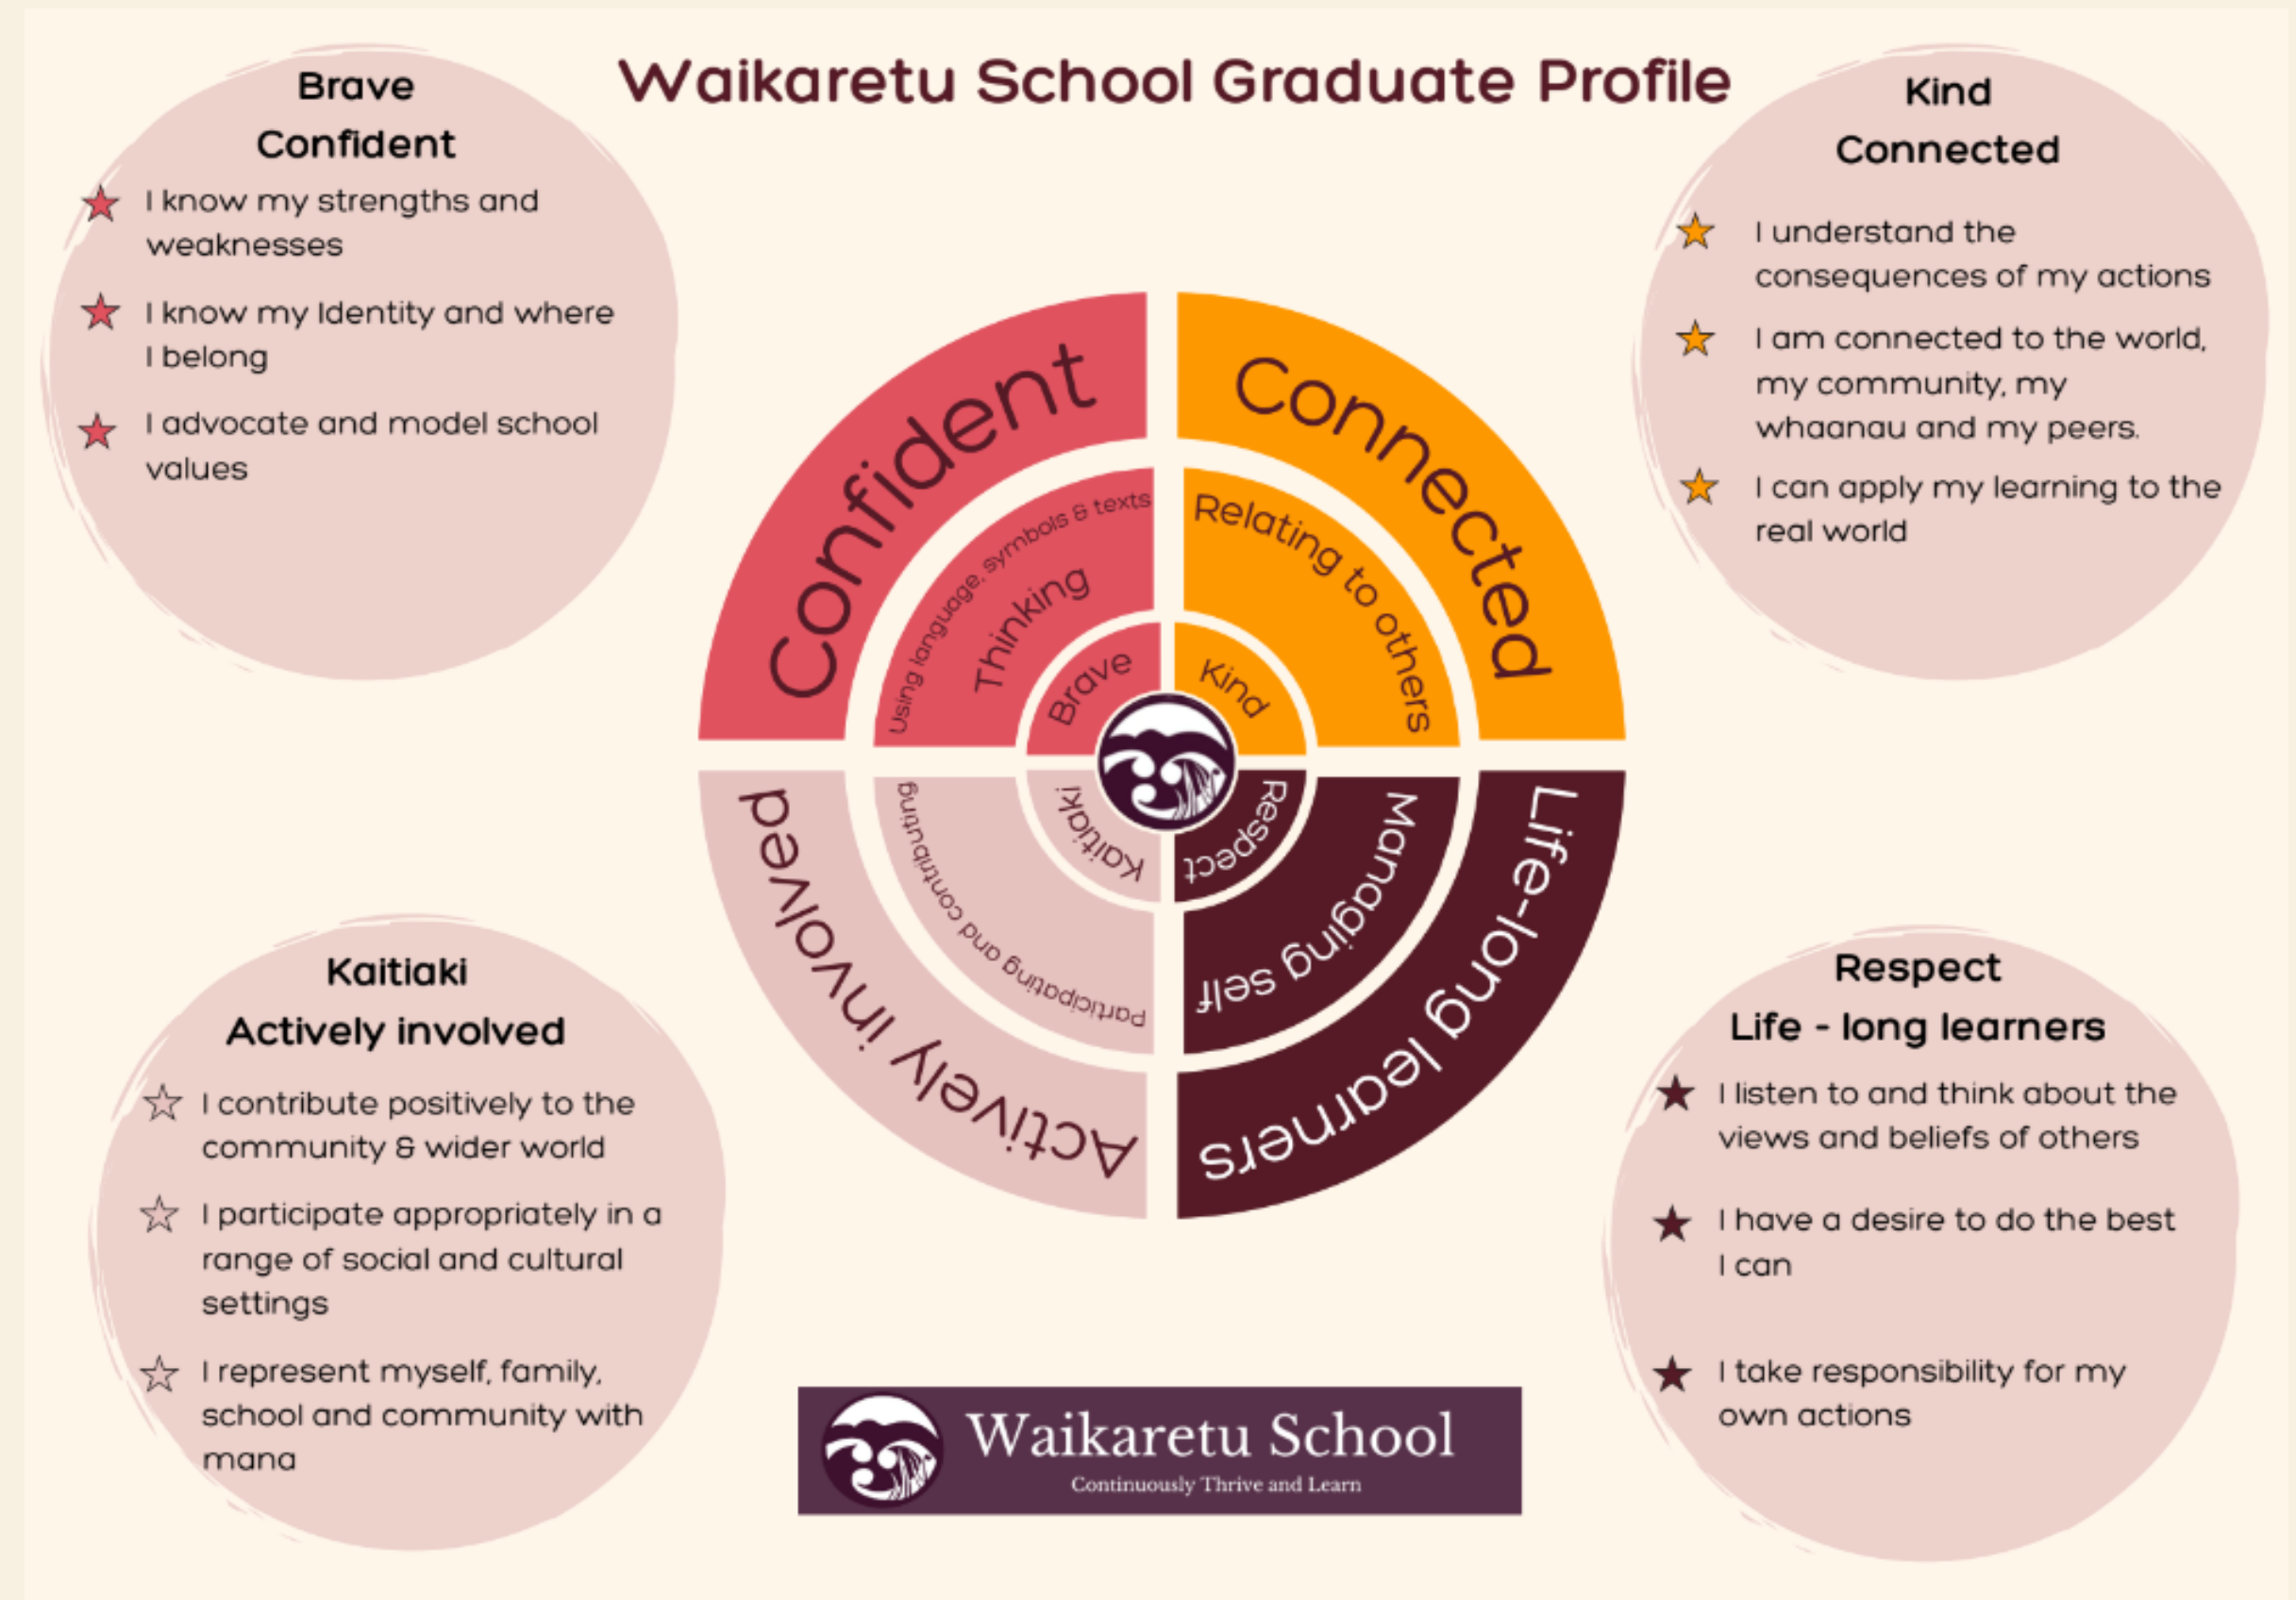 Waikaretu School Graduate Profile
Brave
Confident
I know my strengths and
weaknesses
I know my Identity and where
I belong
I advocate and model school
values
Kind
Connected
I understand the
consequences of my actions
I am connected to the world,
my community, my
whaanau and my peers.
I can apply my learning to the
real world
Confident
Using language, symbols & texts
Thinking
Brave
Connected
Relating to others
Kind
Actively involved
Participating and contributing
Kaitiaki
Life-long learners
Managing self
Respect
Kaitiaki
Actively involved
I contribute positively to the
community & wider world
I participate appropriately in a
range of social and cultural
settings
I represent myself, family,
school and community with
mana
Respect
Life - long learners
I listen to and think about the
views and beliefs of others
I have a desire to do the best
I can
I take responsibility for my
own actions
Waikaretu School
Continuously Thrive and Learn